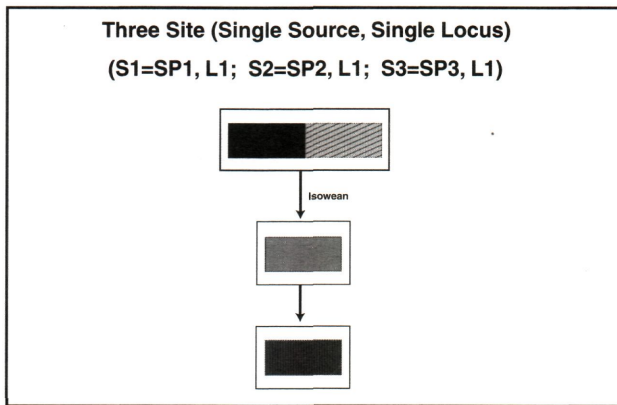 Three Site (Single Source, Single Locus)
(S1=SP1, L1; S2=SP2, L1; S3=SP3, L1)
Isowean